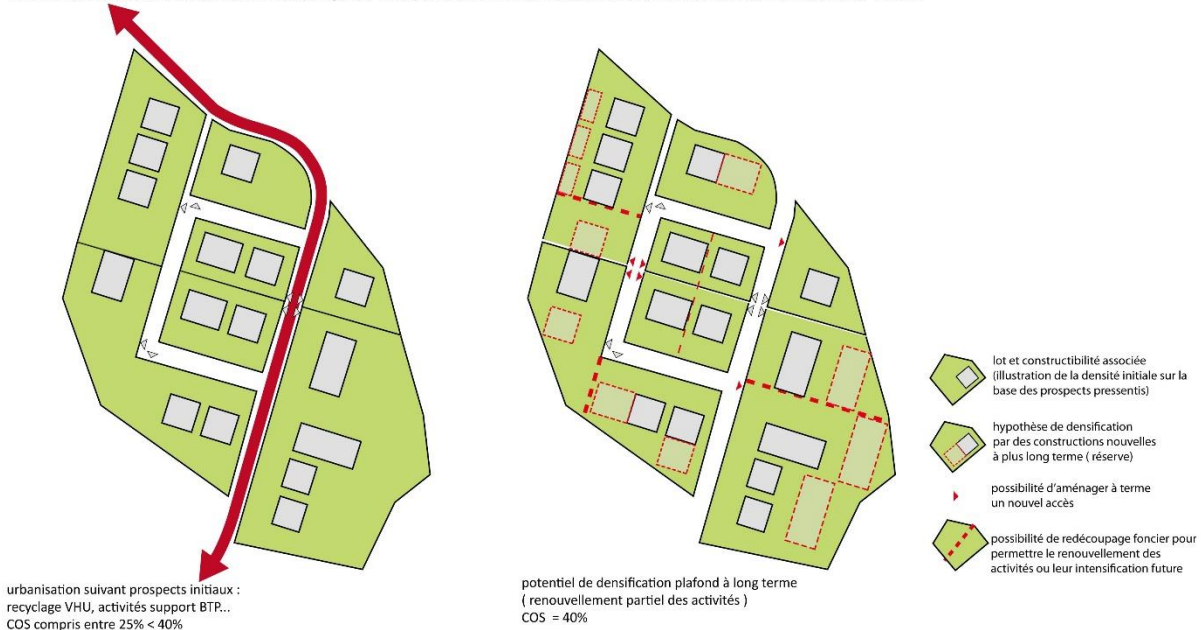 urbanisation suivant prospects initiaux :
recyclage VHU, activités support BTP...
COS compris entre 25% < 40%
potentiel de densification plafond à long terme
( renouvellement partiel des activités )
COS = 40%
lot et constructibilité associée
(illustration de la densité initiale sur la
base des prospects pressentis)
hypothèse de densification
par des constructions nouvelles
à plus long terme ( réserve)
possibilité d'aménager à terme
un nouvel accès
possibilité de redécoupage foncier pour
permettre le renouvellement des
activités ou leur intensification future